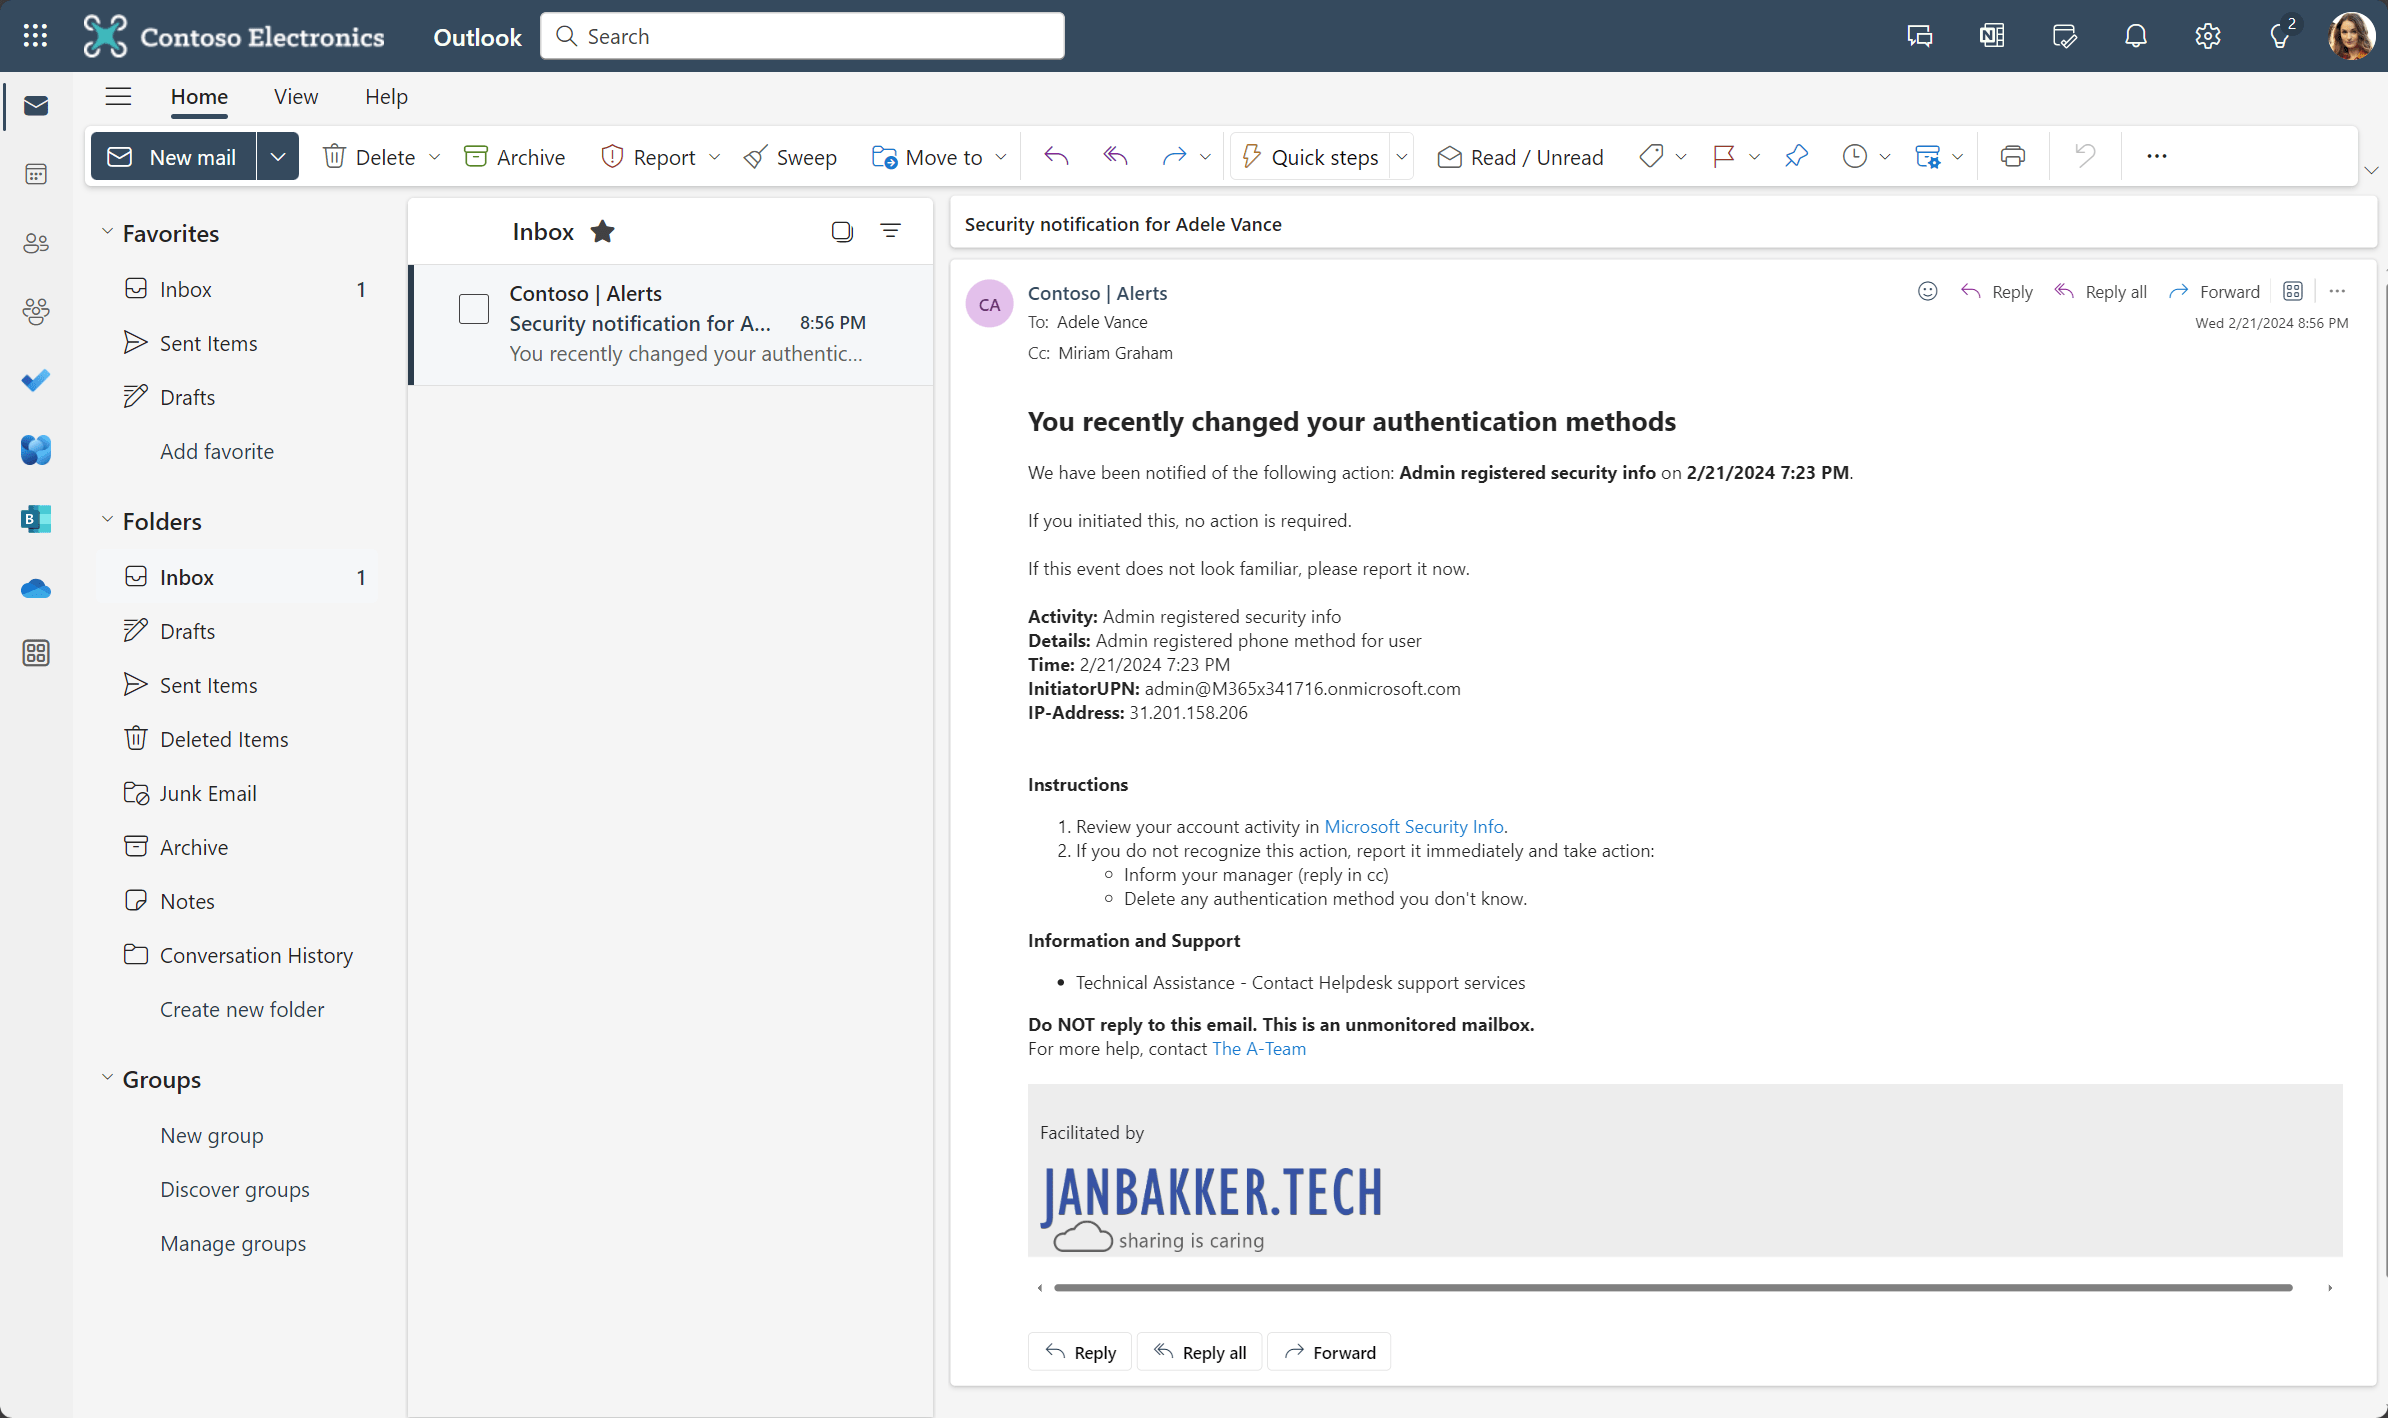 Contoso Electronics
Outlook
Search
2
Home
View
Help
New mail
Delete
Archive
Report
Sweep
Move to
Quick steps
Read / Unread
Favorites
Inbox 1
Sent Items
Drafts
Add favorite
Folders
Inbox 1
Drafts
Sent Items
Deleted Items
Junk Email
Archive
Notes
Conversation History
Create new folder
Groups
New group
Discover groups
Manage groups
Inbox
Contoso | Alerts
Security notification for A... 8:56 PM
You recently changed your authentic...
Security notification for Adele Vance
CA
Contoso | Alerts
Reply
Reply all
Forward
To: Adele Vance
Wed 2/21/2024 8:56 PM
Cc: Miriam Graham
You recently changed your authentication methods
We have been notified of the following action: Admin registered security info on 2/21/2024 7:23 PM.
If you initiated this, no action is required.
If this event does not look familiar, please report it now.
Activity: Admin registered security info
Details: Admin registered phone method for user
Time: 2/21/2024 7:23 PM
InitiatorUPN: admin@M365x341716.onmicrosoft.com
IP-Address: 31.201.158.206
Instructions
1. Review your account activity in Microsoft Security Info.
2. If you do not recognize this action, report it immediately and take action:
Inform your manager (reply in cc)
Delete any authentication method you don't know.
Information and Support
Technical Assistance - Contact Helpdesk support services
Do NOT reply to this email. This is an unmonitored mailbox.
For more help, contact The A-Team
Facilitated by
JANBAKKER.TECH
sharing is caring
Reply
Reply all
Forward